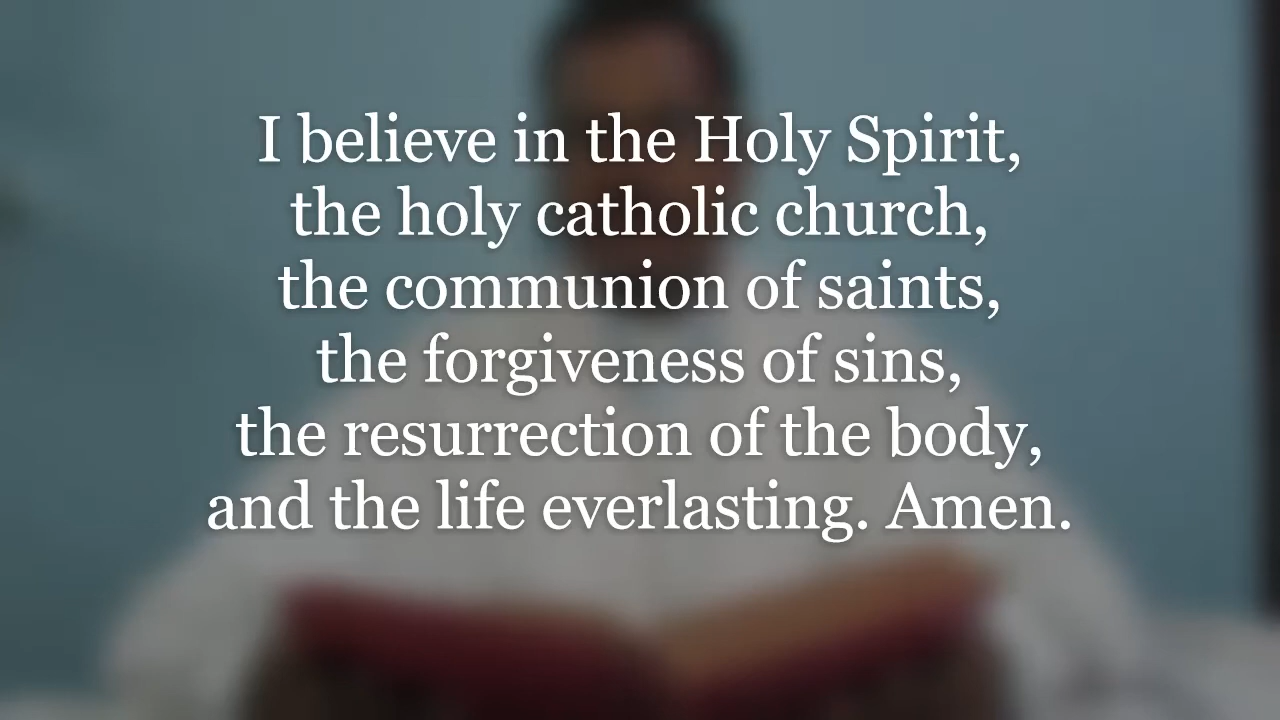 I believe in the Holy Spirit,
the holy catholic church,
the communion of saints,
the forgiveness of sins,
the resurrection of the body,
and the life everlasting. Amen.